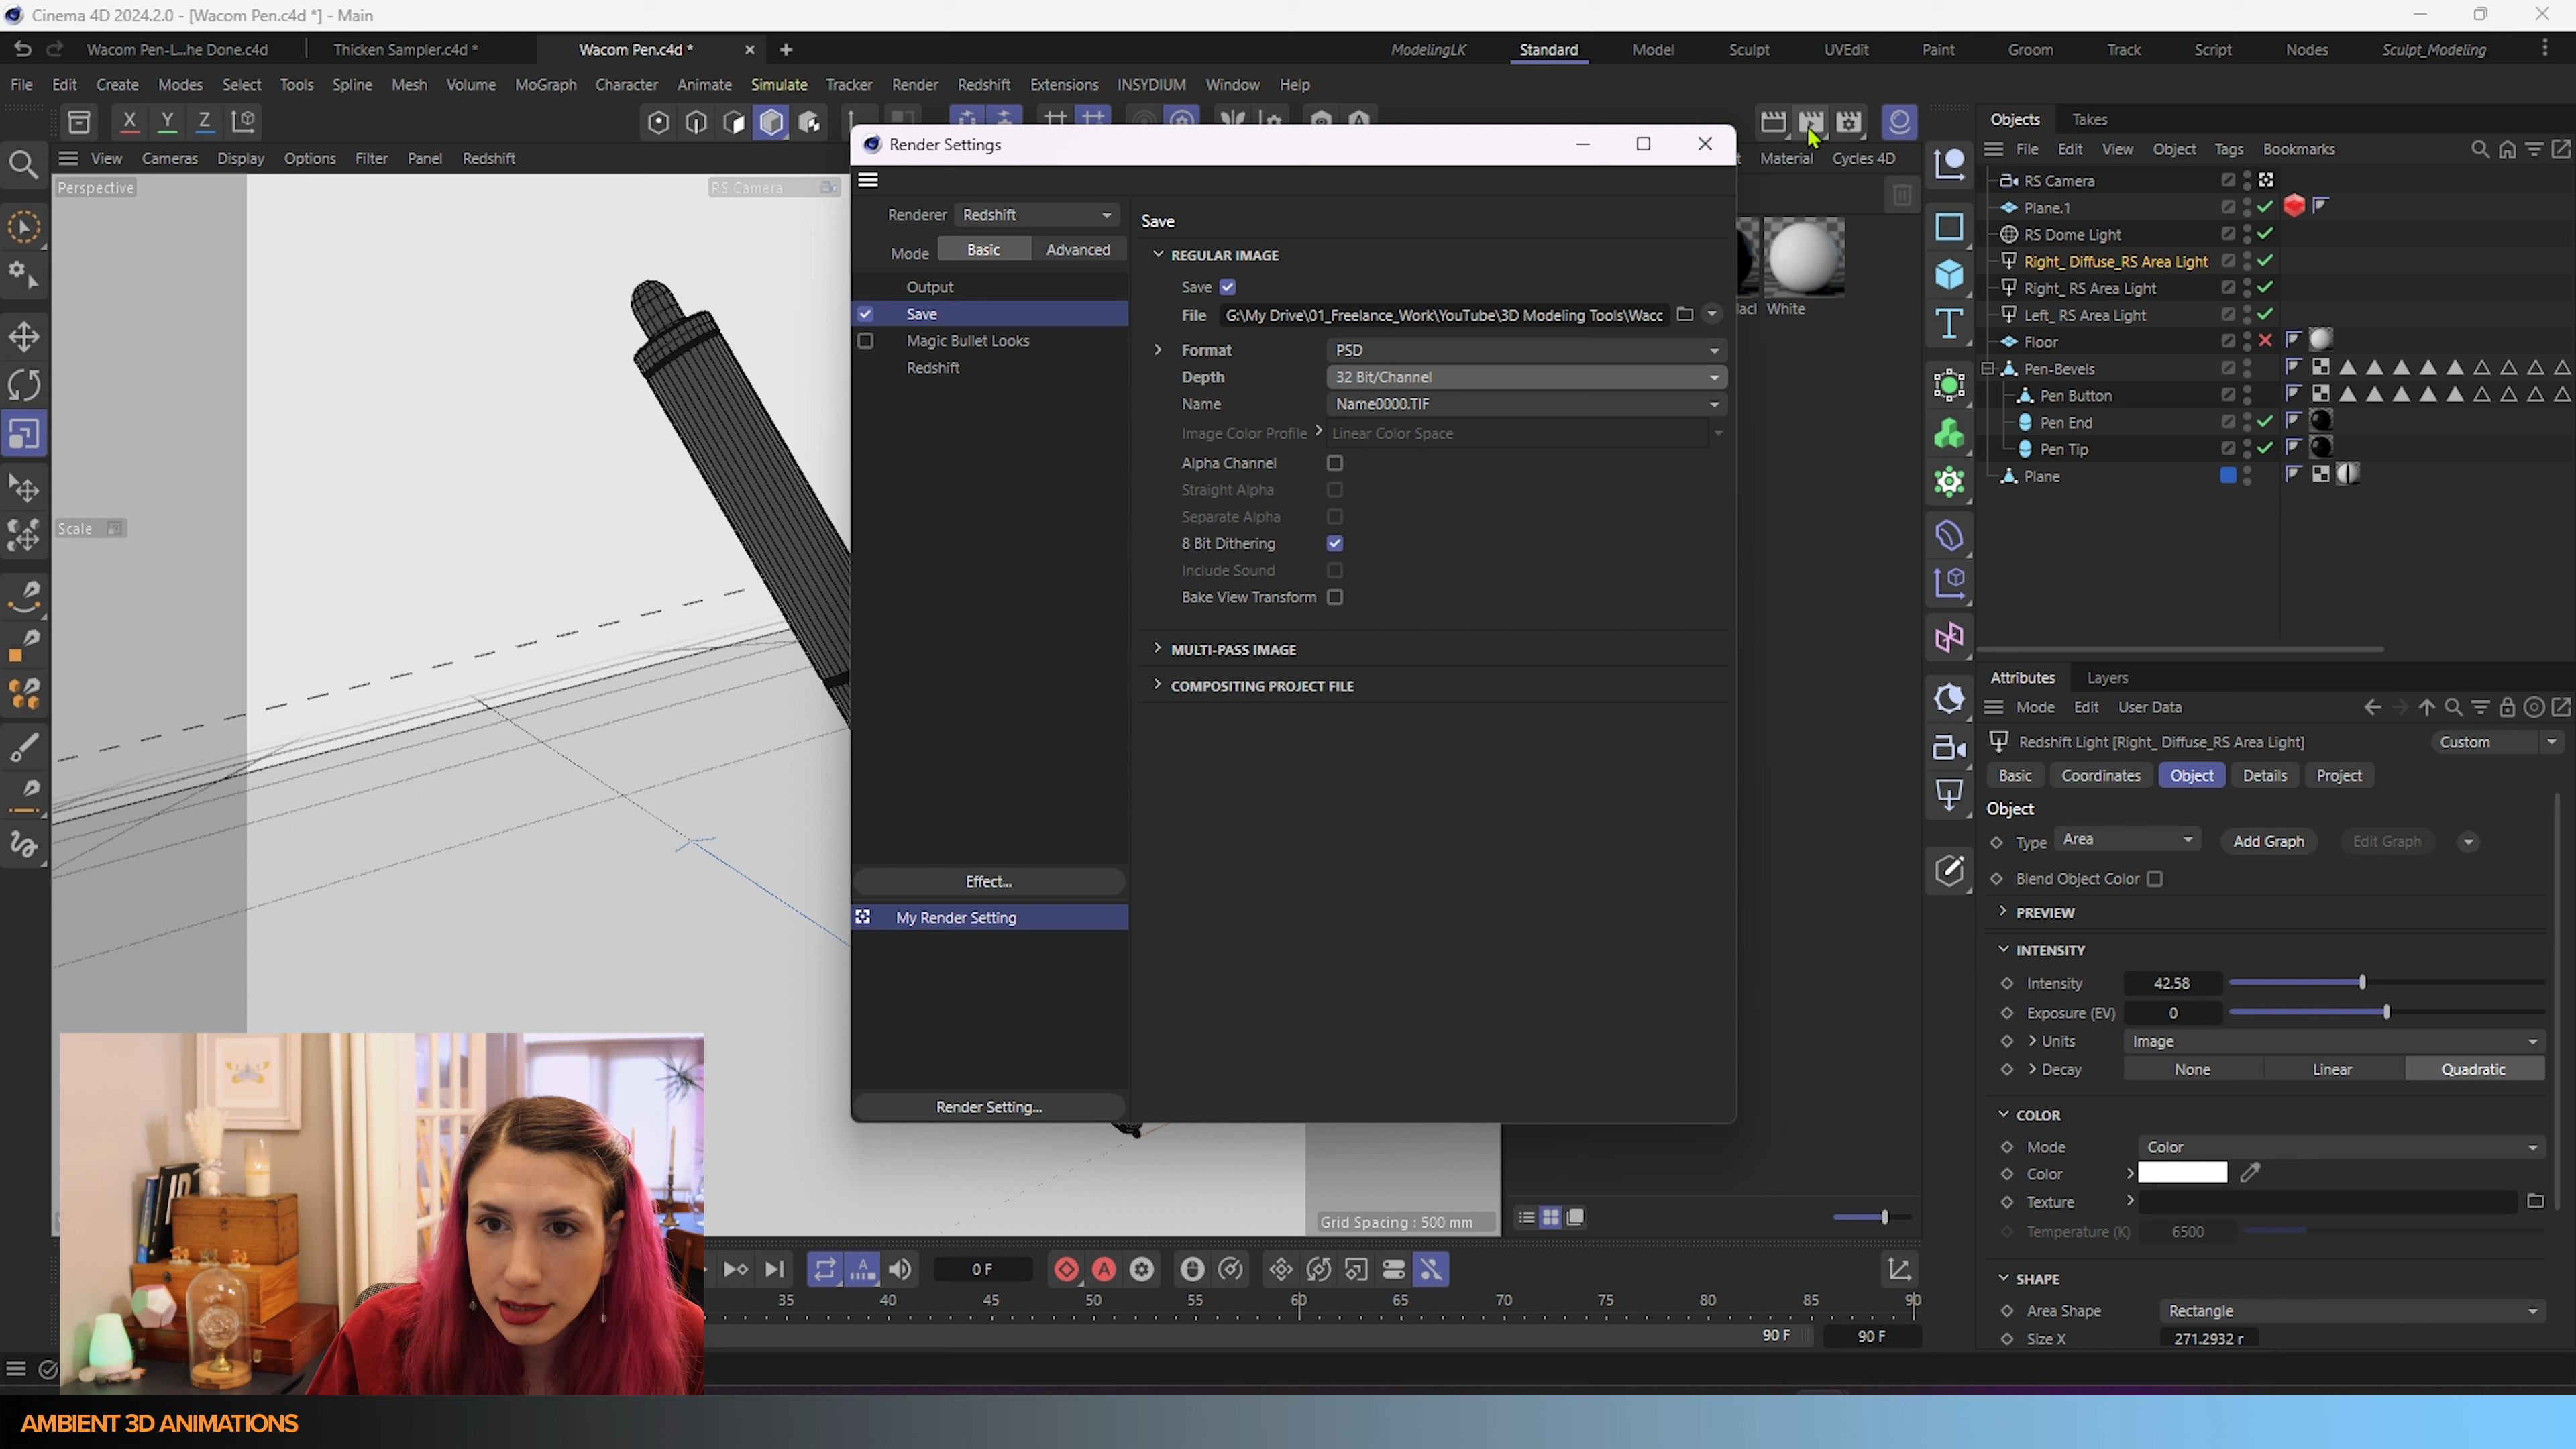 Cinema 4D 2024.2.0 - [Wacom Pen.c4d *] - Main
Wacom Pen-L...he Done.c4d
Thicken Sampler.c4d *
Wacom Pen.c4d *
ModelingLK
Standard
Model
Sculpt
UVEdit
Paint
Groom
Track
Script
Nodes
Sculpt_Modeling
File Edit Create Modes Select Tools Spline Mesh Volume MoGraph Character Animate Simulate Tracker Render Redshift Extensions INSYDIUM Window Help
X Y Z
View Cameras Display Options Filter Panel Redshift
Perspective
RS Camera
Scale
Grid Spacing : 500 mm
Render Settings
Renderer Redshift
Mode Basic Advanced
Output
Save
Magic Bullet Looks
Redshift
Effect...
My Render Setting
Render Setting...
Save
REGULAR IMAGE
Save
File G:\My Drive\01_Freelance_Work\YouTube\3D Modeling Tools\Wacc
Format PSD
Depth 32 Bit/Channel
Name Name0000.TIF
Image Color Profile Linear Color Space
Alpha Channel
Straight Alpha
Separate Alpha
8 Bit Dithering
Include Sound
Bake View Transform
MULTI-PASS IMAGE
COMPOSITING PROJECT FILE
Material Cycles 4D
White
Objects Takes
File Edit View Object Tags Bookmarks
RS Camera
Plane.1
RS Dome Light
Right_ Diffuse_RS Area Light
Right_ RS Area Light
Left_ RS Area Light
Floor
Pen-Bevels
Pen Button
Pen End
Pen Tip
Plane
Attributes Layers
Mode Edit User Data
Redshift Light [Right_ Diffuse_RS Area Light]
Custom
Basic Coordinates Object Details Project
Object
Type Area Add Graph Edit Graph
Blend Object Color
PREVIEW
INTENSITY
Intensity 42.58
Exposure (EV) 0
Units Image
Decay None Linear Quadratic
COLOR
Mode Color
Color
Texture
Temperature (K) 6500
SHAPE
Area Shape Rectangle
Size X 271.2932 r
0 F
35 40 45 50 55 60 65 70 75 80 85 90
90 F 90 F
AMBIENT 3D ANIMATIONS